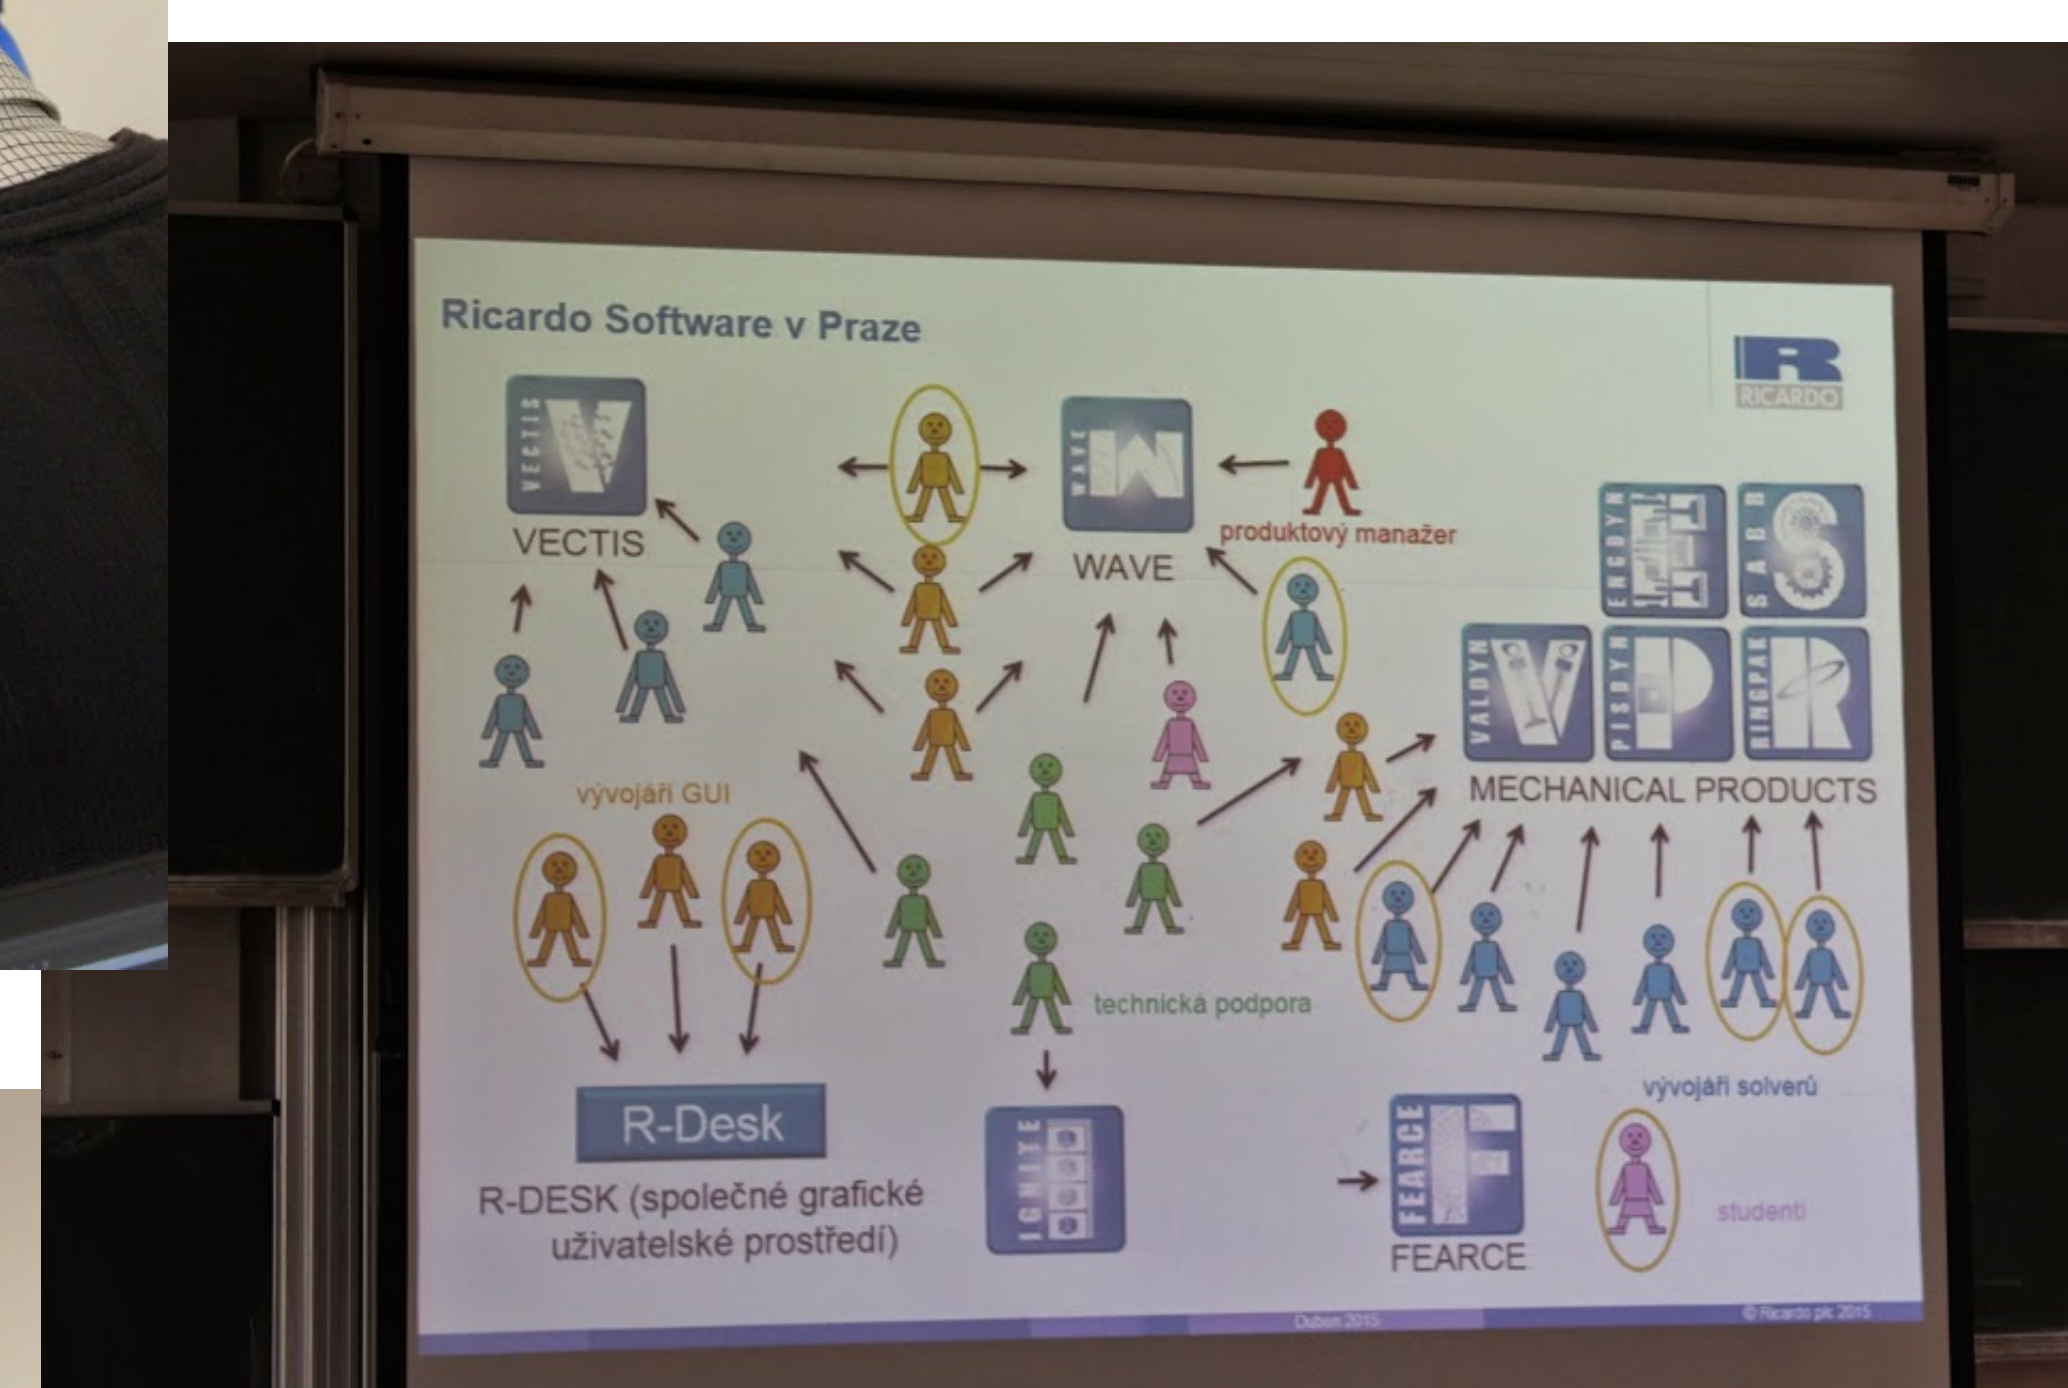 Ricardo Software v Praze
R
RICARDO
VECTIS
VECTIS
WAVE
WAVE
produktový manažer
ENGDYN
SABR
VALDYN
PISDYN
RINGPAK
MECHANICAL PRODUCTS
vývojáři GUI
technická podpora
vývojáři solverů
R-Desk
R-DESK (společné grafické
uživatelské prostředí)
IGNITE
FEARCE
FEARCE
studenti
Duben 2015
© Ricardo plc 2015